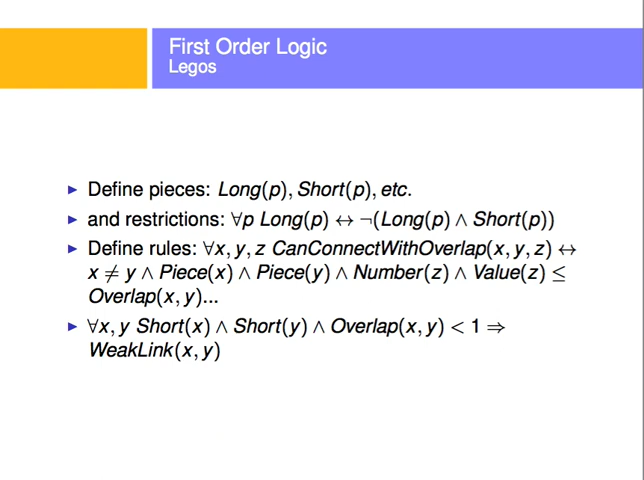 First Order Logic
Legos
▶ Define pieces: Long(p), Short(p), etc.
▶ and restrictions: ∀p Long(p) ↔ ¬(Long(p) ∧ Short(p))
▶ Define rules: ∀x, y, z CanConnectWithOverlap(x, y, z) ↔
x ≠ y ∧ Piece(x) ∧ Piece(y) ∧ Number(z) ∧ Value(z) ≤
Overlap(x, y)...
▶ ∀x, y Short(x) ∧ Short(y) ∧ Overlap(x, y) < 1 ⇒
WeakLink(x, y)